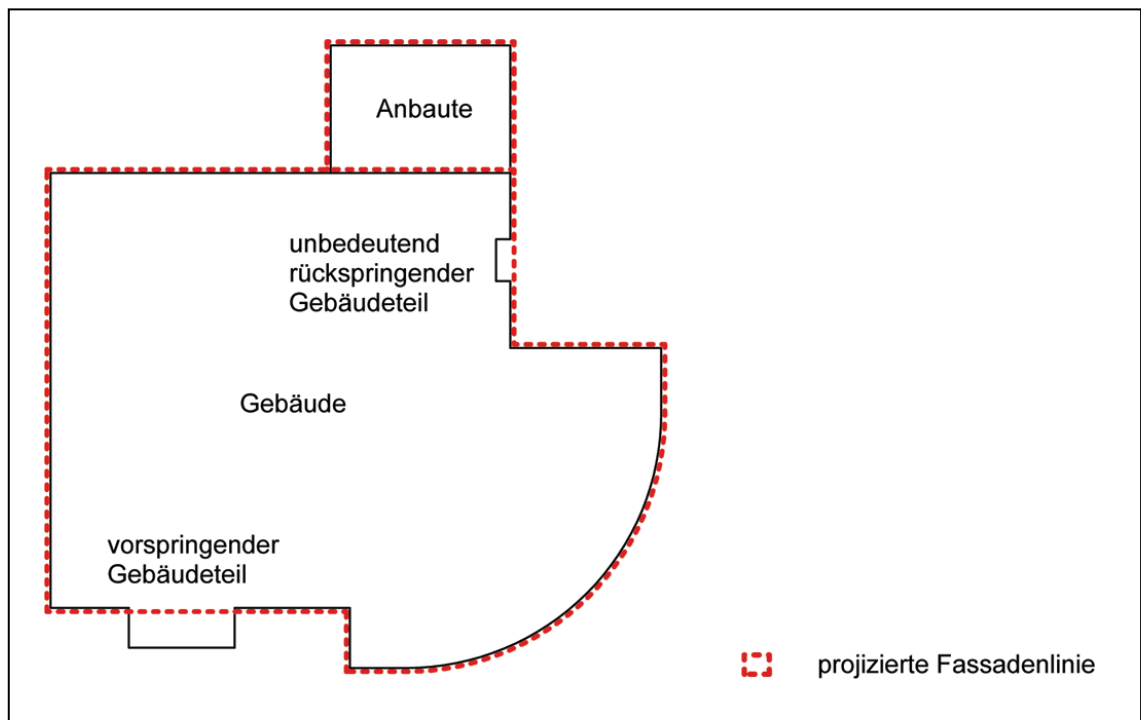 Anbaute
unbedeutend
rückspringender
Gebäudeteil
Gebäude
vorspringender
Gebäudeteil
projizierte Fassadenlinie